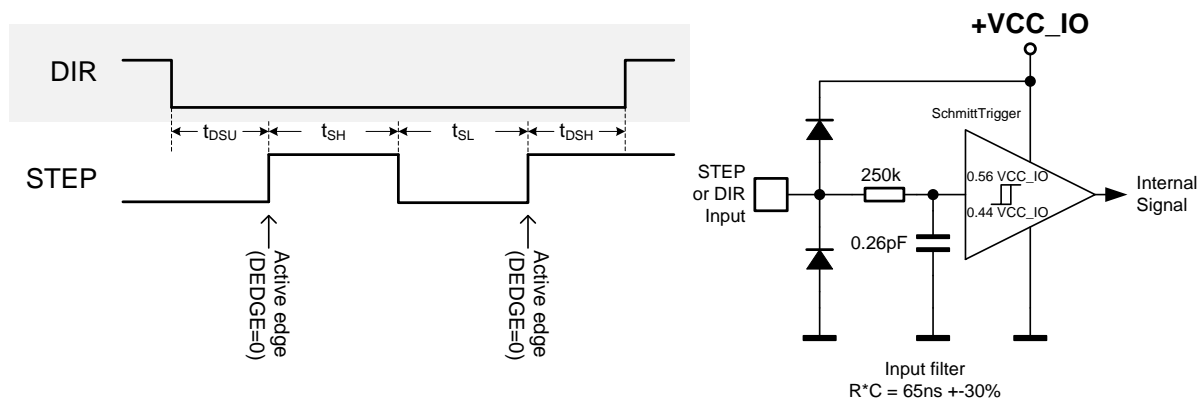 DIR
tDSU
tSH
tSL
tDSH
STEP
Active edge
(DEDGE=0)
Active edge
(DEDGE=0)
+VCC_IO
SchmittTrigger
STEP
or DIR
Input
250k
0.26pF
0.56 VCC_IO
0.44 VCC_IO
Internal
Signal
Input filter
R*C = 65ns +-30%